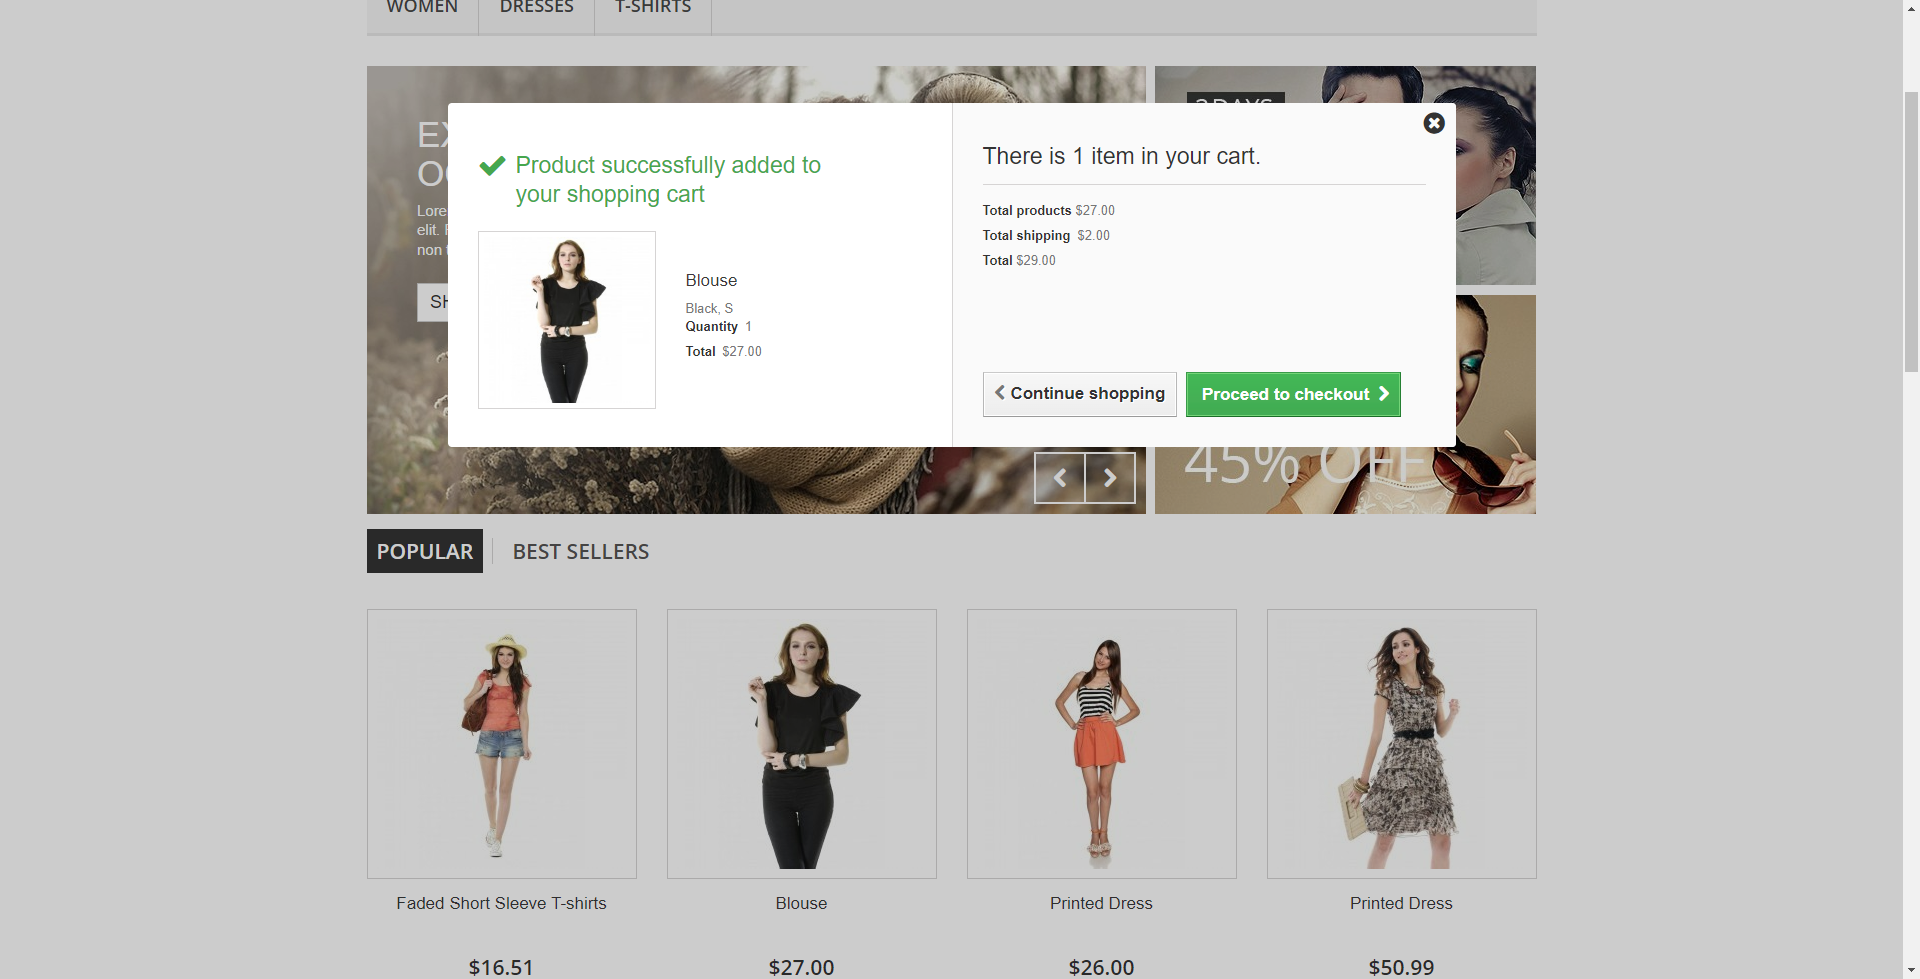 WOMEN
DRESSES
T-SHIRTS
2DAYS
Product successfully added to
your shopping cart
Blouse
Black, S
Quantity 1
Total $27.00
There is 1 item in your cart.
Total products $27.00
Total shipping $2.00
Total $29.00
Continue shopping
Proceed to checkout
Lore
elit.
non
45% OFF
POPULAR
BEST SELLERS
Faded Short Sleeve T-shirts
Blouse
Printed Dress
Printed Dress
$16.51
$27.00
$26.00
$50.99